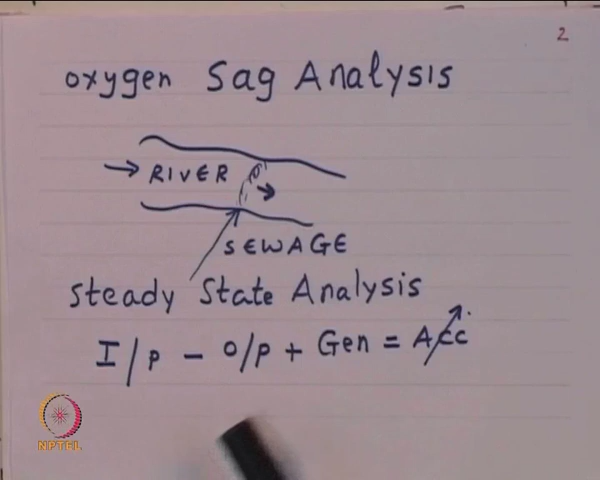 2
oxygen Sag Analysis
RIVER
SEWAGE
Steady State Analysis
I/P - O/P + Gen = Acc
NPTEL